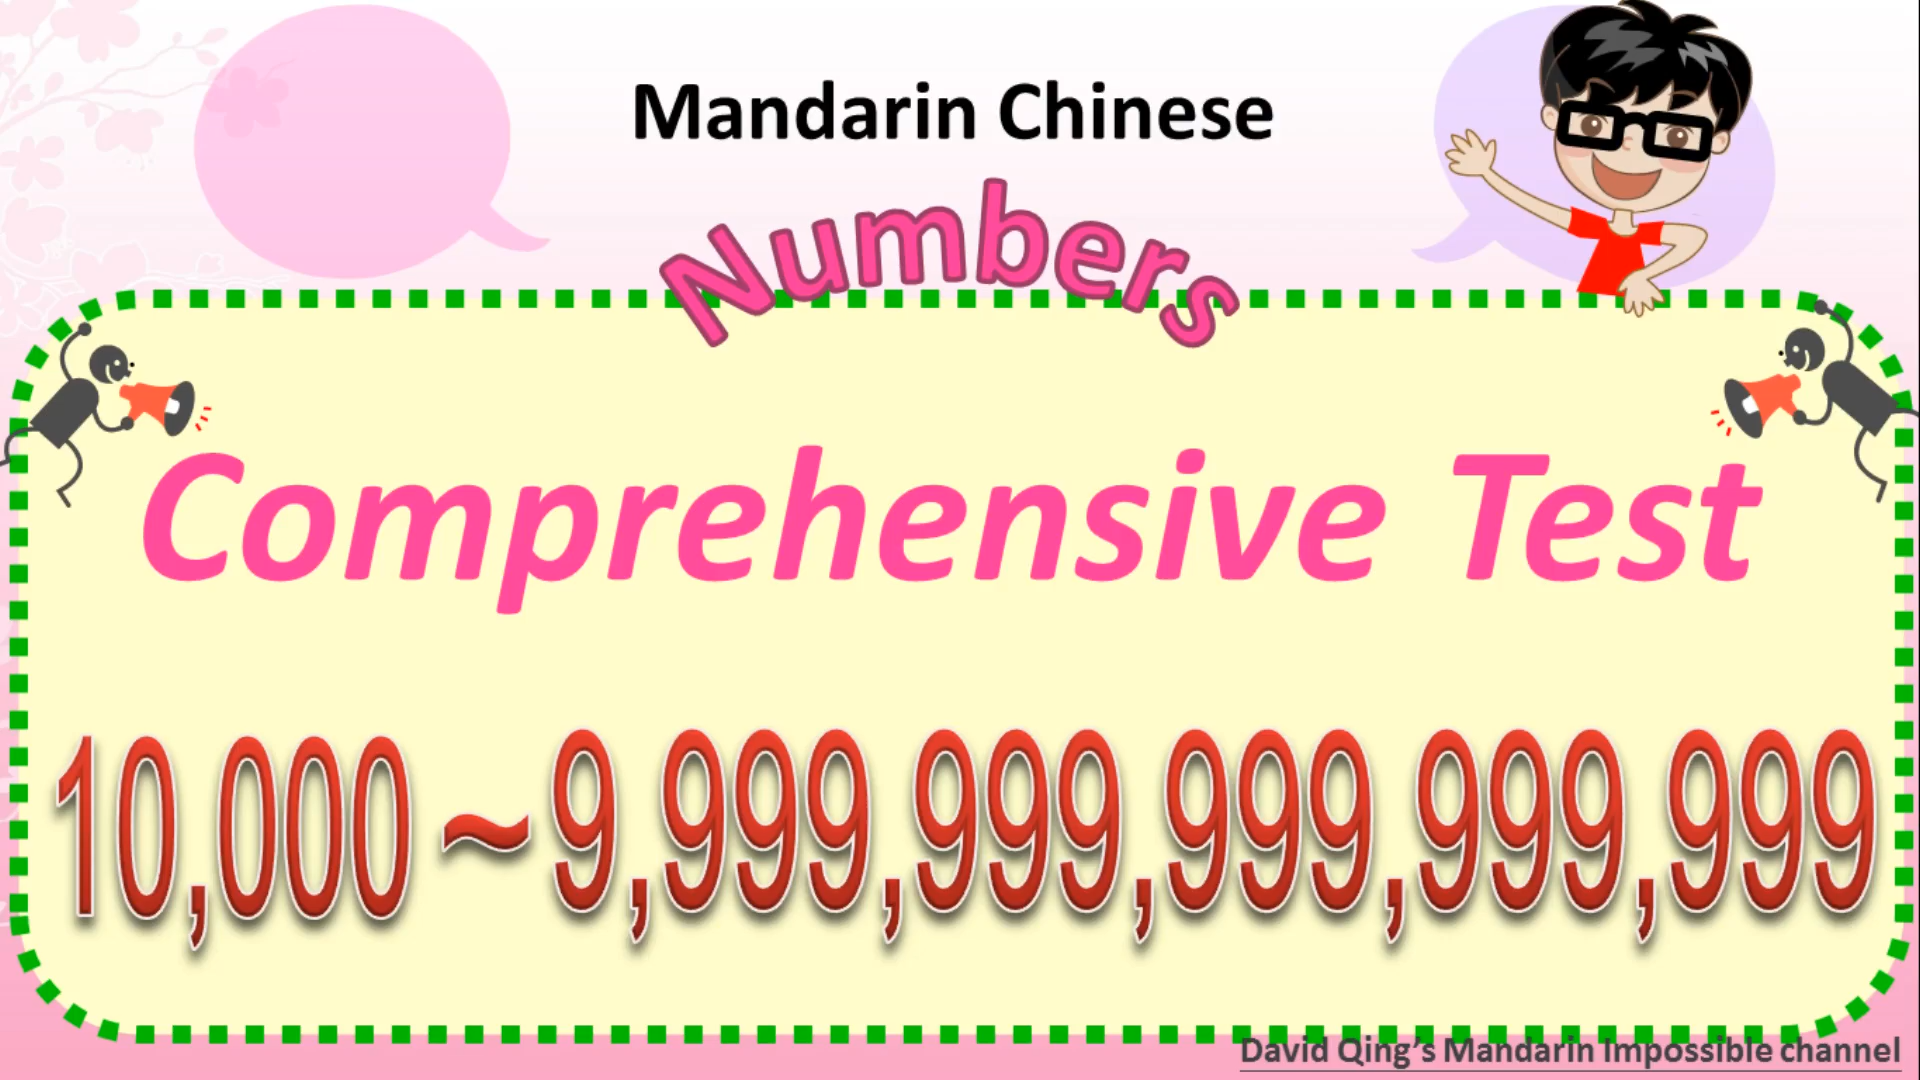 Mandarin Chinese
Numbers
Comprehensive Test
10,000 ~ 9,999,999,999,999,999
David Qing's Mandarin Impossible channel